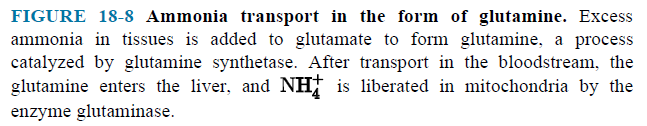 FIGURE 18-8 Ammonia transport in the form of glutamine. Excess
ammonia in tissues is added to glutamate to form glutamine, a process
catalyzed by glutamine synthetase. After transport in the bloodstream, the
glutamine enters the liver, and NH₄⁺ is liberated in mitochondria by the
enzyme glutaminase.